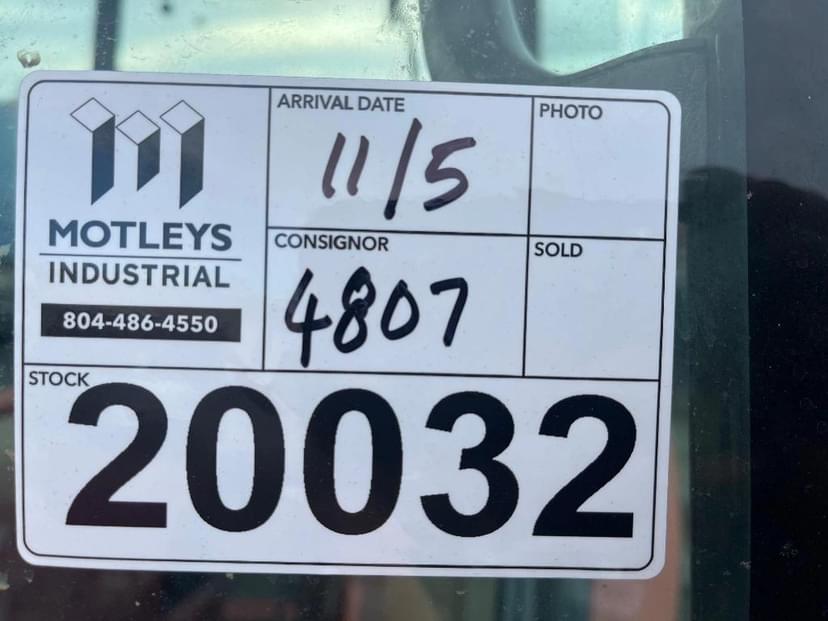 MOTLEYS
INDUSTRIAL
804-486-4550
ARRIVAL DATE
11/5
PHOTO
CONSIGNOR
4807
SOLD
STOCK
20032